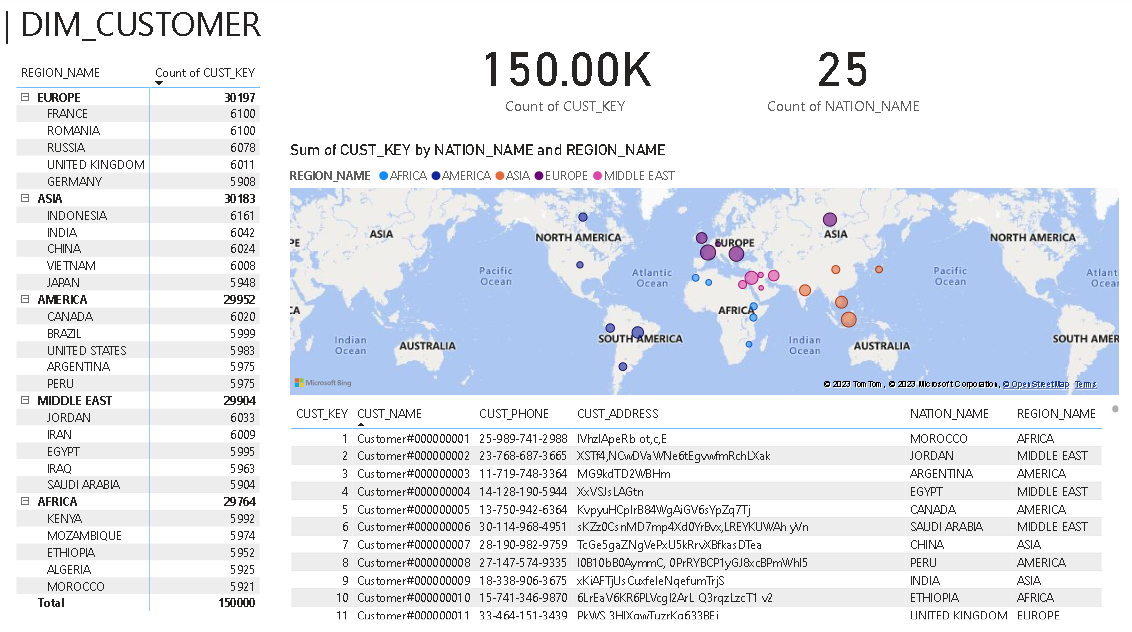 DIM_CUSTOMER
REGION_NAME Count of CUST_KEY
EUROPE 30197
FRANCE 6100
ROMANIA 6100
RUSSIA 6078
UNITED KINGDOM 6011
GERMANY 5908
ASIA 30183
INDONESIA 6161
INDIA 6042
CHINA 6024
VIETNAM 6008
JAPAN 5948
AMERICA 29952
CANADA 6020
BRAZIL 5999
UNITED STATES 5983
ARGENTINA 5975
PERU 5975
MIDDLE EAST 29904
JORDAN 6033
IRAN 6009
EGYPT 5995
IRAQ 5963
SAUDI ARABIA 5904
AFRICA 29764
KENYA 5992
MOZAMBIQUE 5974
ETHIOPIA 5952
ALGERIA 5925
MOROCCO 5921
Total 150000
150.00K
Count of CUST_KEY
25
Count of NATION_NAME
Sum of CUST_KEY by NATION_NAME and REGION_NAME
REGION_NAME AFRICA AMERICA ASIA EUROPE MIDDLE EAST
PE ASIA NORTH AMERICA EUROPE ASIA NORTH AMERICA
Pacific Ocean Atlantic Ocean Pacific Ocean Atlant Ocea
CA AFRICA
SOUTH AMERICA SOUTH AMER
Indian Ocean AUSTRALIA Indian Ocean AUSTRALIA
Microsoft Bing © 2023 TomTom, © 2023 Microsoft Corporation, © OpenStreetMap Terms
CUST_KEY CUST_NAME CUST_PHONE CUST_ADDRESS NATION_NAME REGION_NAME
1 Customer#000000001 25-989-741-2988 IVhzIApeRb ot,c,E MOROCCO AFRICA
2 Customer#000000002 23-768-687-3665 XSTf4,NCwDVaWNe6tEgvwfmRchLXak JORDAN MIDDLE EAST
3 Customer#000000003 11-719-748-3364 MG9kdTD2WBHm ARGENTINA AMERICA
4 Customer#000000004 14-128-190-5944 XxVSJsLAGtn EGYPT MIDDLE EAST
5 Customer#000000005 13-750-942-6364 KvpyuHCplrB84WgAiGV6sYpZq7Tj CANADA AMERICA
6 Customer#000000006 30-114-968-4951 sKZz0CsnMD7mp4Xd0YrBvx,LREYKUWAh yVn SAUDI ARABIA MIDDLE EAST
7 Customer#000000007 28-190-982-9759 TcGe5gaZNgVePxU5kRrvXBfkasDTea CHINA ASIA
8 Customer#000000008 27-147-574-9335 I0B10bB0AymmC, 0PrRYBCP1yGJ8xcBPmWhl5 PERU AMERICA
9 Customer#000000009 18-338-906-3675 xKiAFTjUsCuxfeleNqefumTrjS INDIA ASIA
10 Customer#000000010 15-741-346-9870 6LrEaV6KR6PLVcgl2ArL Q3rqzLzcT1 v2 ETHIOPIA AFRICA
11 Customer#000000011 33-464-151-3439 PkWS 3HlXqwTuzrKg633BEi UNITED KINGDOM EUROPE